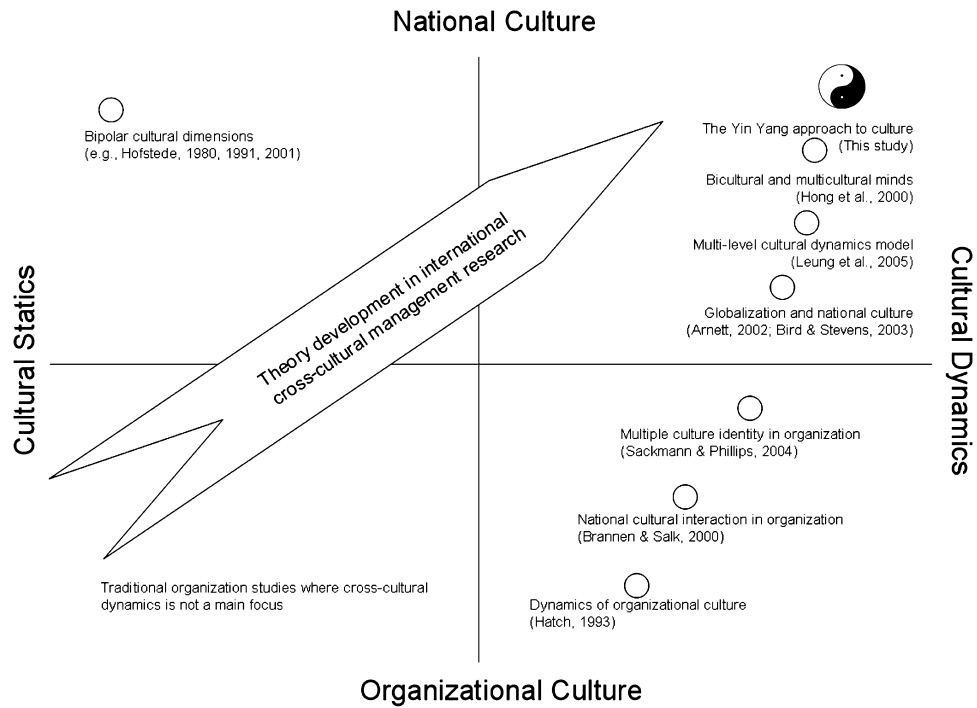 National Culture
Bipolar cultural dimensions
(e.g., Hofstede, 1980, 1991, 2001)
The Yin Yang approach to culture
(This study)
Bicultural and multicultural minds
(Hong et al., 2000)
Multi-level cultural dynamics model
(Leung et al., 2005)
Globalization and national culture
(Arnett, 2002; Bird & Stevens, 2003)
Theory development in international
cross-cultural management research
Cultural Statics
Cultural Dynamics
Multiple culture identity in organization
(Sackmann & Phillips, 2004)
National cultural interaction in organization
(Brannen & Salk, 2000)
Traditional organization studies where cross-cultural
dynamics is not a main focus
Dynamics of organizational culture
(Hatch, 1993)
Organizational Culture